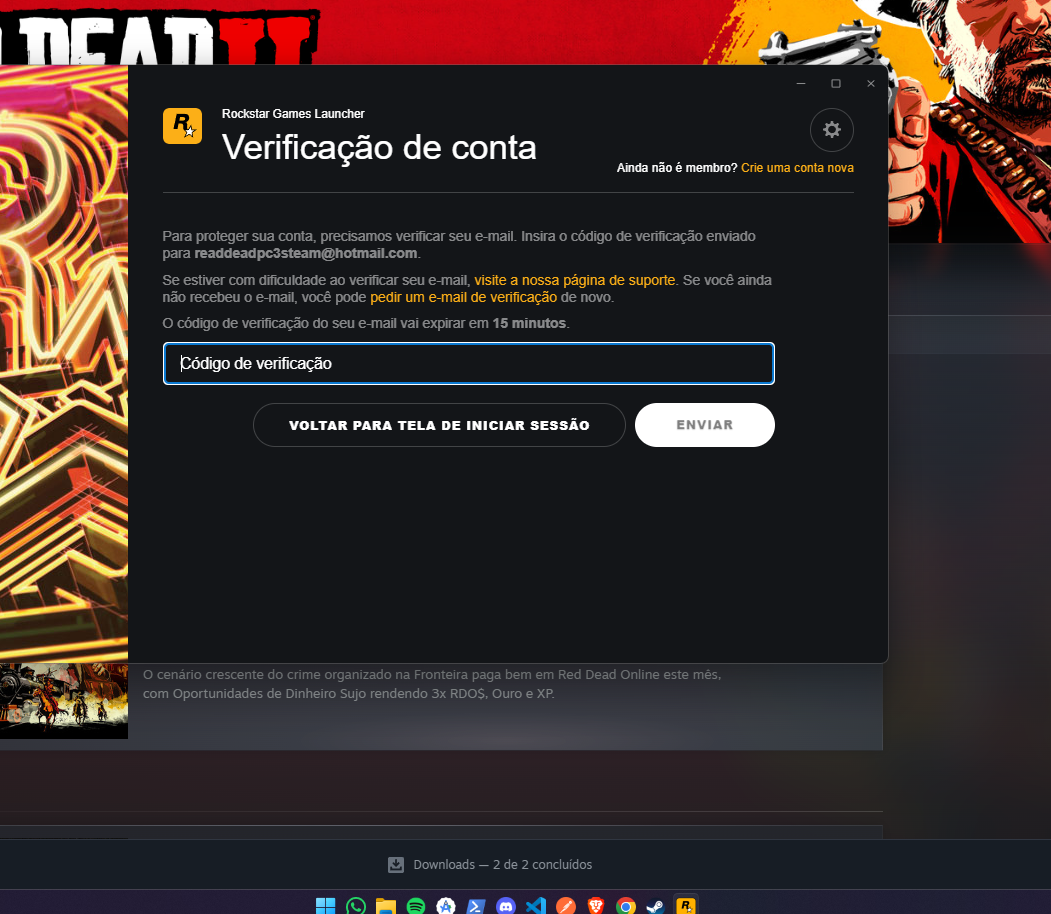 DEAD II
Rockstar Games Launcher
Verificação de conta
Ainda não é membro? Crie uma conta nova
Para proteger sua conta, precisamos verificar seu e-mail. Insira o código de verificação enviado
para readdeadpc3steam@hotmail.com.
Se estiver com dificuldade ao verificar seu e-mail, visite a nossa página de suporte. Se você ainda
não recebeu o e-mail, você pode pedir um e-mail de verificação de novo.
O código de verificação do seu e-mail vai expirar em 15 minutos.
Código de verificação
VOLTAR PARA TELA DE INICIAR SESSÃO
ENVIAR
O cenário crescente do crime organizado na Fronteira paga bem em Red Dead Online este mês,
com Oportunidades de Dinheiro Sujo rendendo 3x RDO$, Ouro e XP.
Downloads — 2 de 2 concluídos